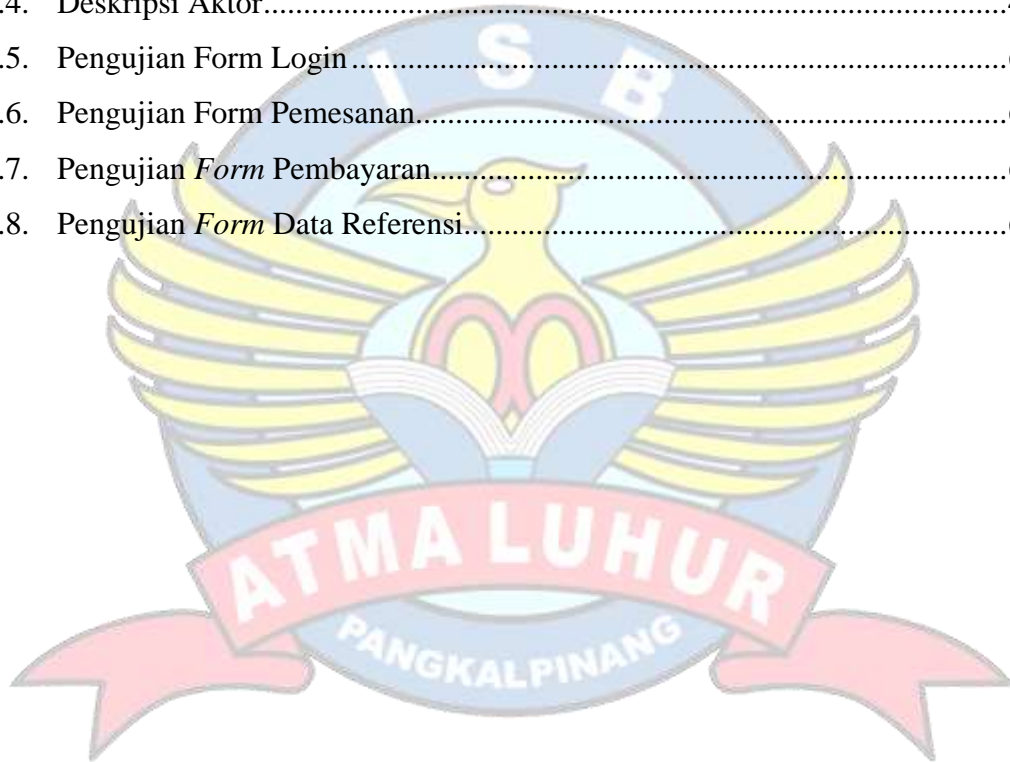 .4. Deskripsi Aktor
.5. Pengujian Form Login
.6. Pengujian Form Pemesanan
.7. Pengujian Form Pembayaran
.8. Pengujian Form Data Referensi
I S B
ATMA LUHUR
PANGKALPINANG